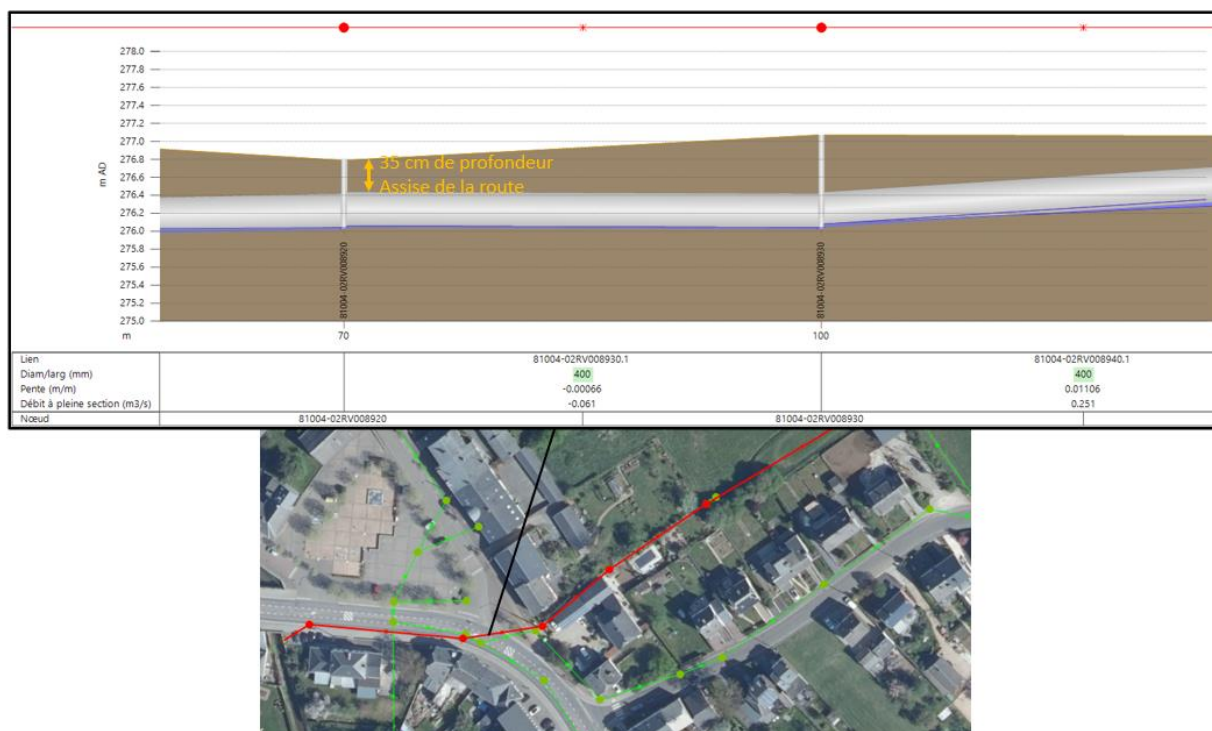 278.0
277.8
277.6
277.4
277.2
277.0
276.8
276.6
276.4
276.2
276.0
275.8
275.6
275.4
275.2
275.0
m AD
35 cm de profondeur
Assise de la route
81004-02RV008920
81004-02RV008930
m 70 100
Lien 81004-02RV008930.1 81004-02RV008940.1
Diam/larg (mm) 400 400
Pente (m/m) -0.00066 0.01106
Débit à pleine section (m3/s) -0.061 0.251
Nœud 81004-02RV008920 81004-02RV008930